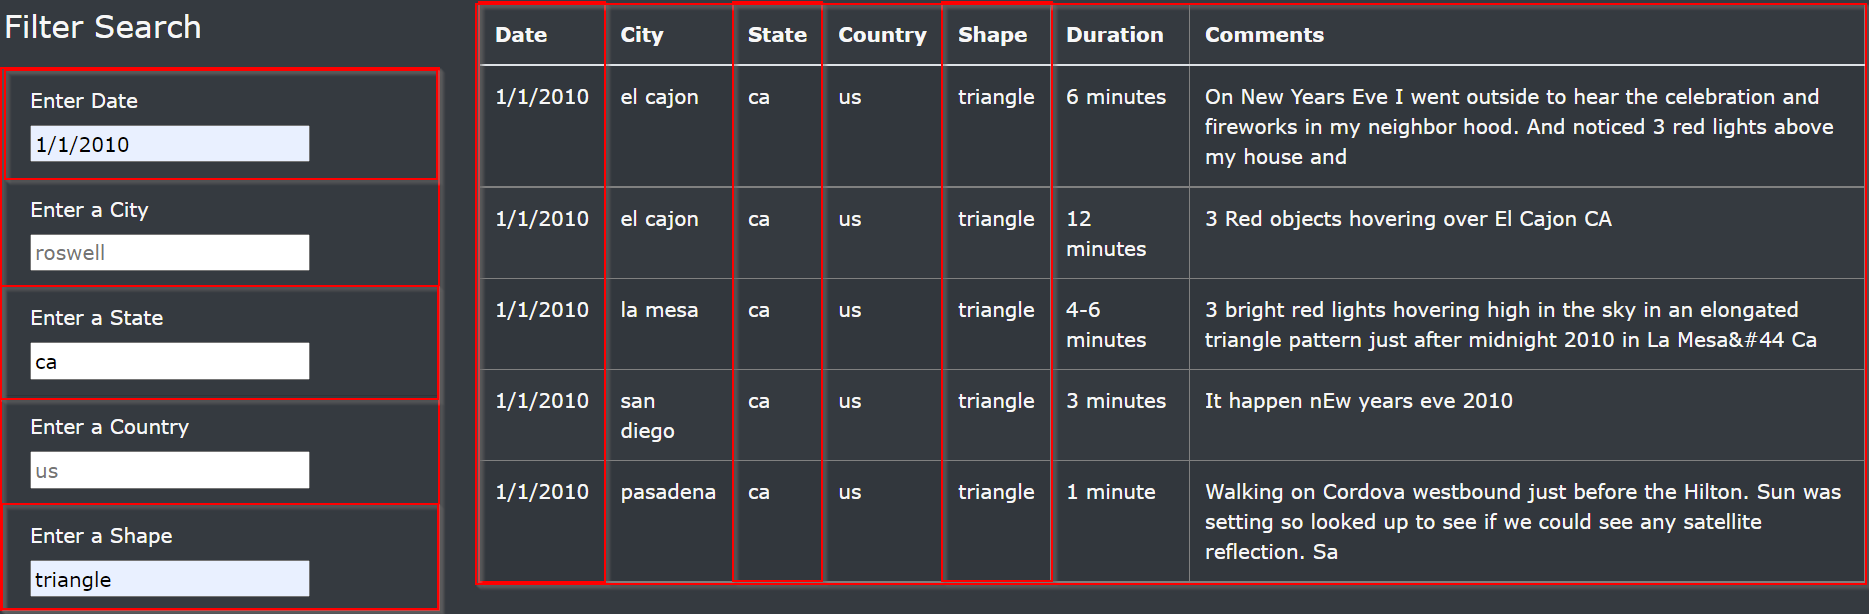 Filter Search
Enter Date
1/1/2010
Enter a City
roswell
Enter a State
ca
Enter a Country
us
Enter a Shape
triangle
Date City State Country Shape Duration Comments
1/1/2010 el cajon ca us triangle 6 minutes On New Years Eve I went outside to hear the celebration and
fireworks in my neighbor hood. And noticed 3 red lights above
my house and
1/1/2010 el cajon ca us triangle 12 3 Red objects hovering over El Cajon CA
minutes
1/1/2010 la mesa ca us triangle 4-6 3 bright red lights hovering high in the sky in an elongated
minutes triangle pattern just after midnight 2010 in La Mesa&#44 Ca
1/1/2010 san ca us triangle 3 minutes It happen nEw years eve 2010
diego
1/1/2010 pasadena ca us triangle 1 minute Walking on Cordova westbound just before the Hilton. Sun was
setting so looked up to see if we could see any satellite
reflection. Sa